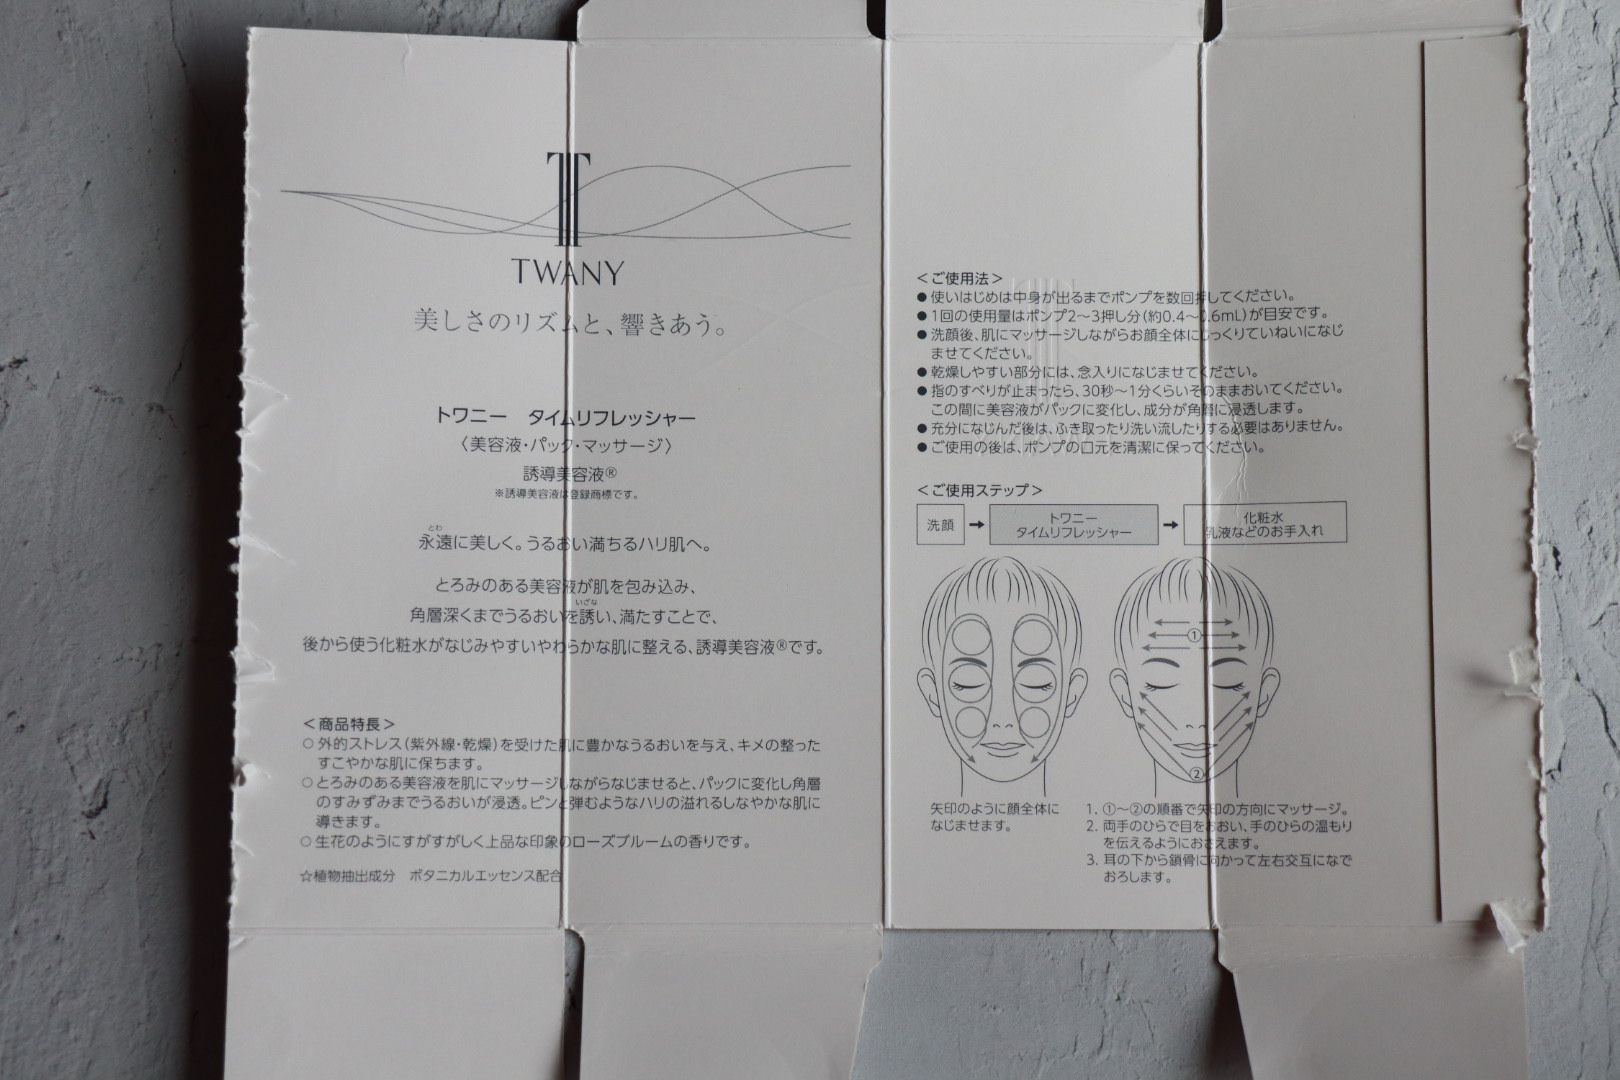 TWANY
美しさのリズムと、響きあう。
トワニー　タイムリフレッシャー
〈美容液・パック・マッサージ〉
誘導美容液®
※誘導美容液は登録商標です。
とわ
永遠に美しく。うるおい満ちるハリ肌へ。
とろみのある美容液が肌を包み込み、
いざな
角層深くまでうるおいを誘い、満たすことで、
後から使う化粧水がなじみやすいやわらかな肌に整える、誘導美容液®です。
＜商品特長＞
○外的ストレス（紫外線・乾燥）を受けた肌に豊かなうるおいを与え、キメの整った
すこやかな肌に保ちます。
○とろみのある美容液を肌にマッサージしながらなじませると、パックに変化し角層
のすみずみまでうるおいが浸透。ピンと弾むようなハリの溢れるしなやかな肌に
導きます。
○生花のようにすがすがしく上品な印象のローズブルームの香りです。
☆植物抽出成分　ボタニカルエッセンス配合
＜ご使用法＞
●使いはじめは中身が出るまでポンプを数回押してください。
●1回の使用量はポンプ2〜3押し分（約0.4〜0.6mL）が目安です。
●洗顔後、肌にマッサージしながらお顔全体にじっくりていねいになじ
ませてください。
●乾燥しやすい部分には、念入りになじませてください。
●指のすべりが止まったら、30秒〜1分くらいそのままおいてください。
この間に美容液がパックに変化し、成分が角層に浸透します。
●充分になじんだ後は、ふき取ったり洗い流したりする必要はありません。
●ご使用の後は、ポンプの口元を清潔に保ってください。
＜ご使用ステップ＞
洗顔
トワニー
タイムリフレッシャー
化粧水
乳液などのお手入れ
①
②
矢印のように顔全体に
なじませます。
1. ①〜②の順番で矢印の方向にマッサージ。
2. 両手のひらで目をおおい、手のひらの温もり
を伝えるようにおさえます。
3. 耳の下から鎖骨に向かって左右交互になで
おろします。